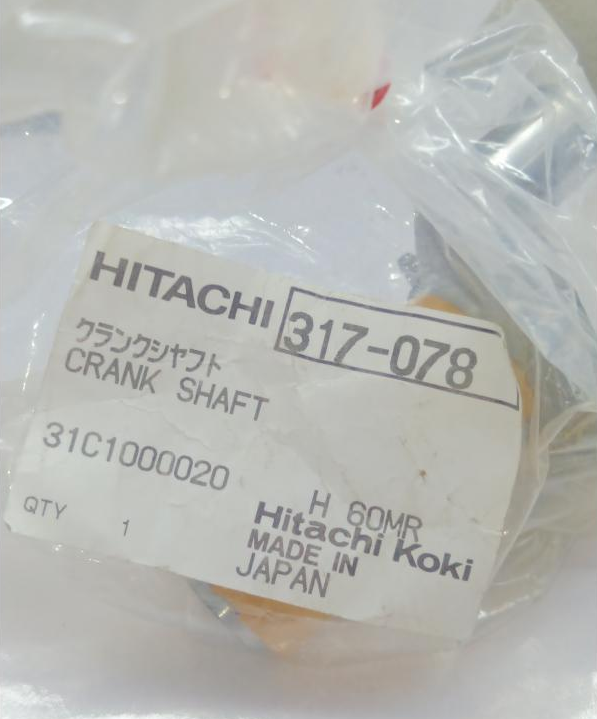 HITACHI 317-078
クランクシャフト
CRANK SHAFT
31C1000020
H 60MR
QTY 1
Hitachi Koki
MADE IN
JAPAN